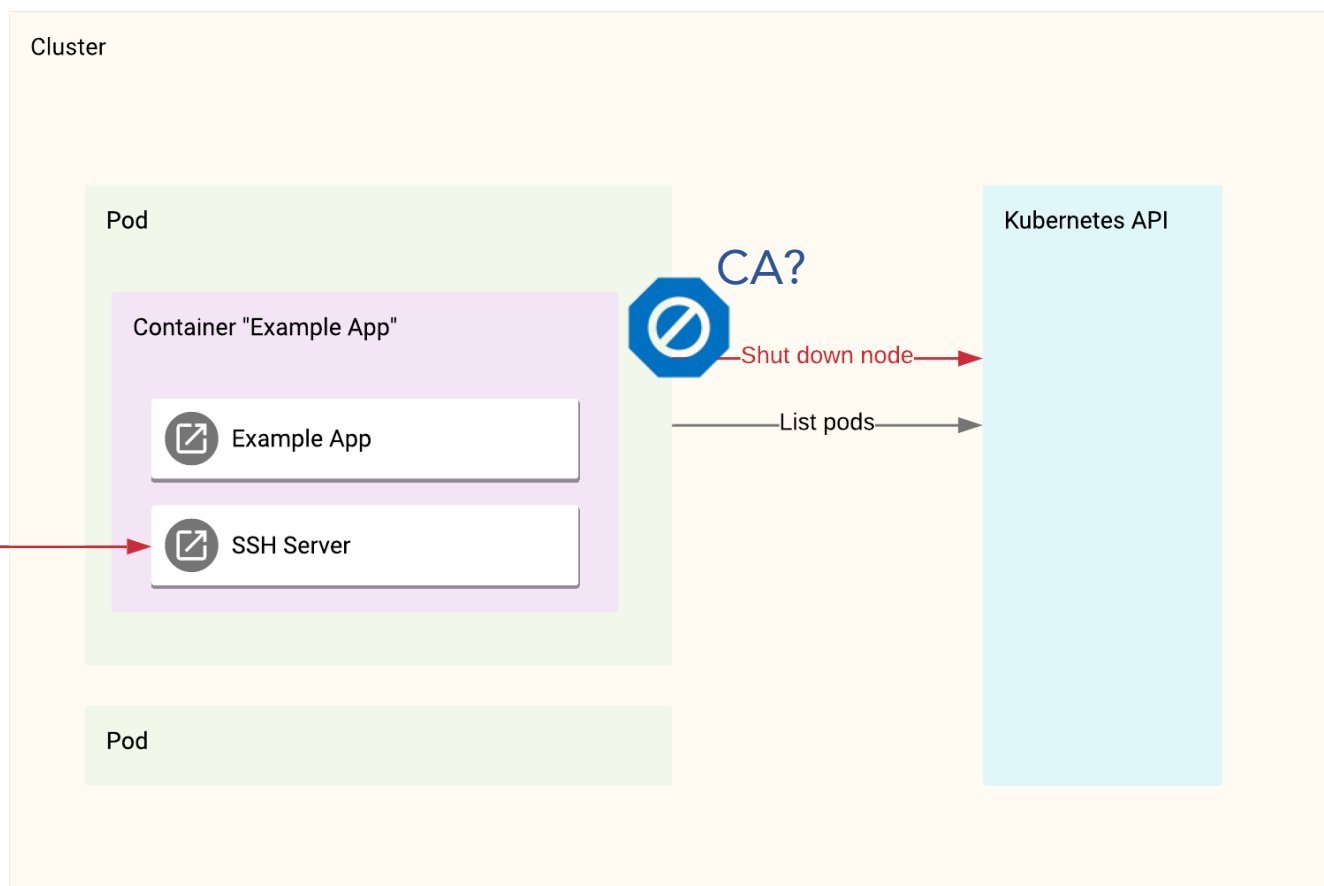 Cluster
Pod
CA?
Kubernetes API
Container "Example App"
Shut down node
List pods
Example App
SSH Server
Pod